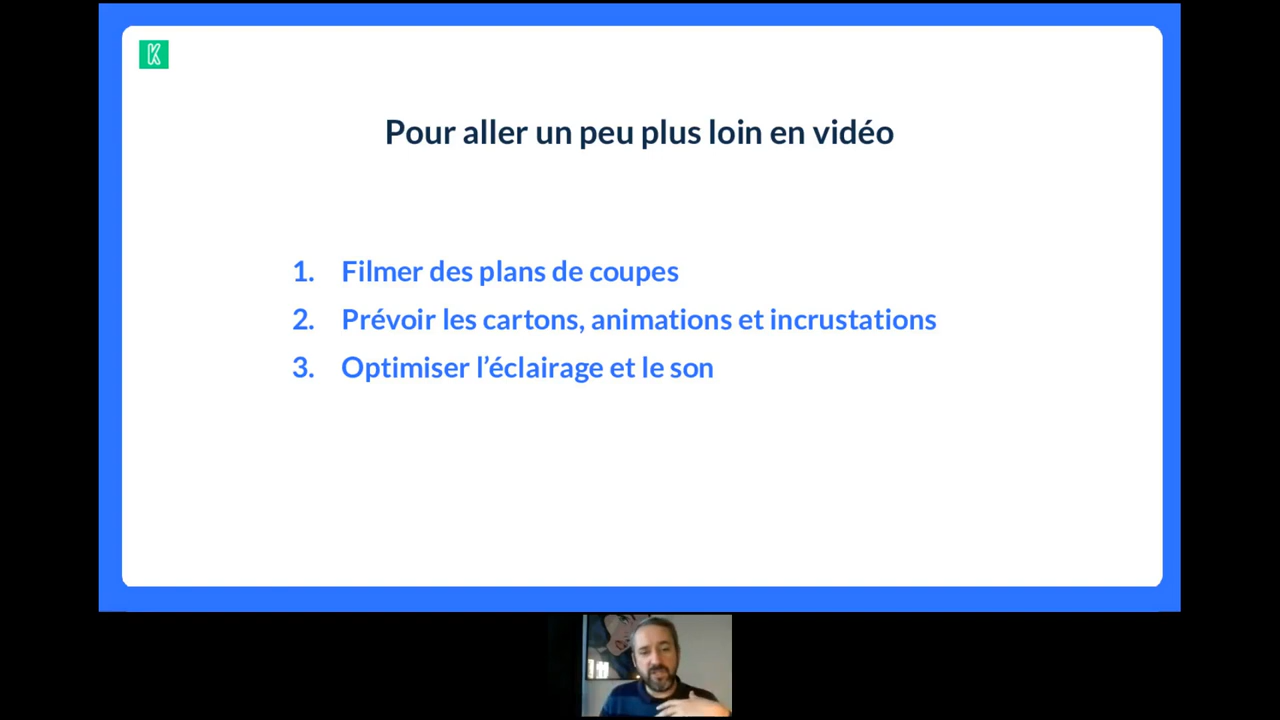 K
Pour aller un peu plus loin en vidéo
1. Filmer des plans de coupes
2. Prévoir les cartons, animations et incrustations
3. Optimiser l’éclairage et le son